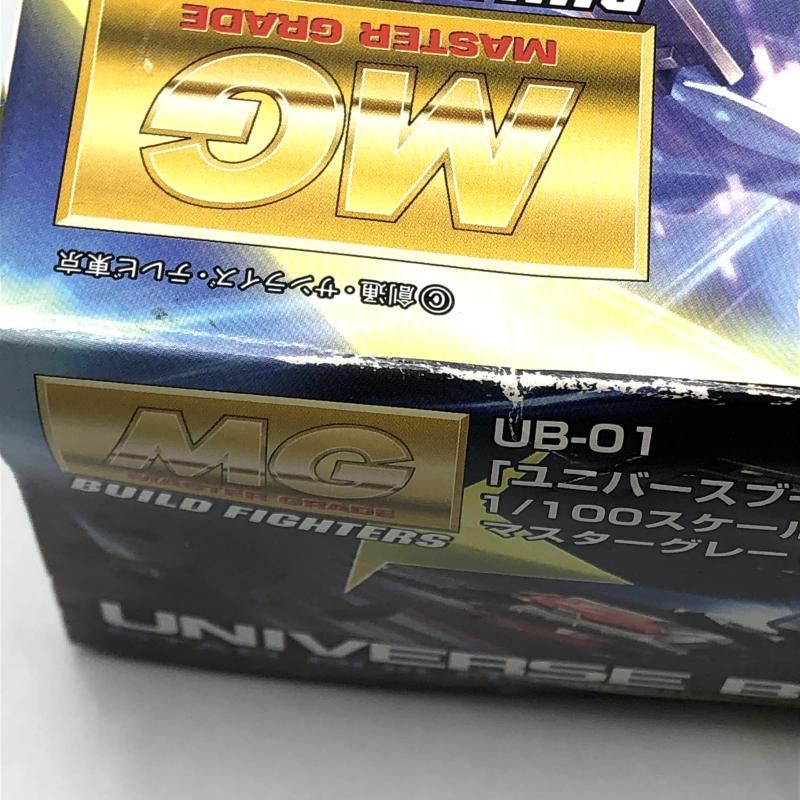 MASTER GRADE
MG
©創通・サンライズ・テレビ東京
MG
MASTER GRADE
BUILD FIGHTERS
UB-01
「ユニバースブー
1/100スケール
マスターグレー
UNIVERSE B